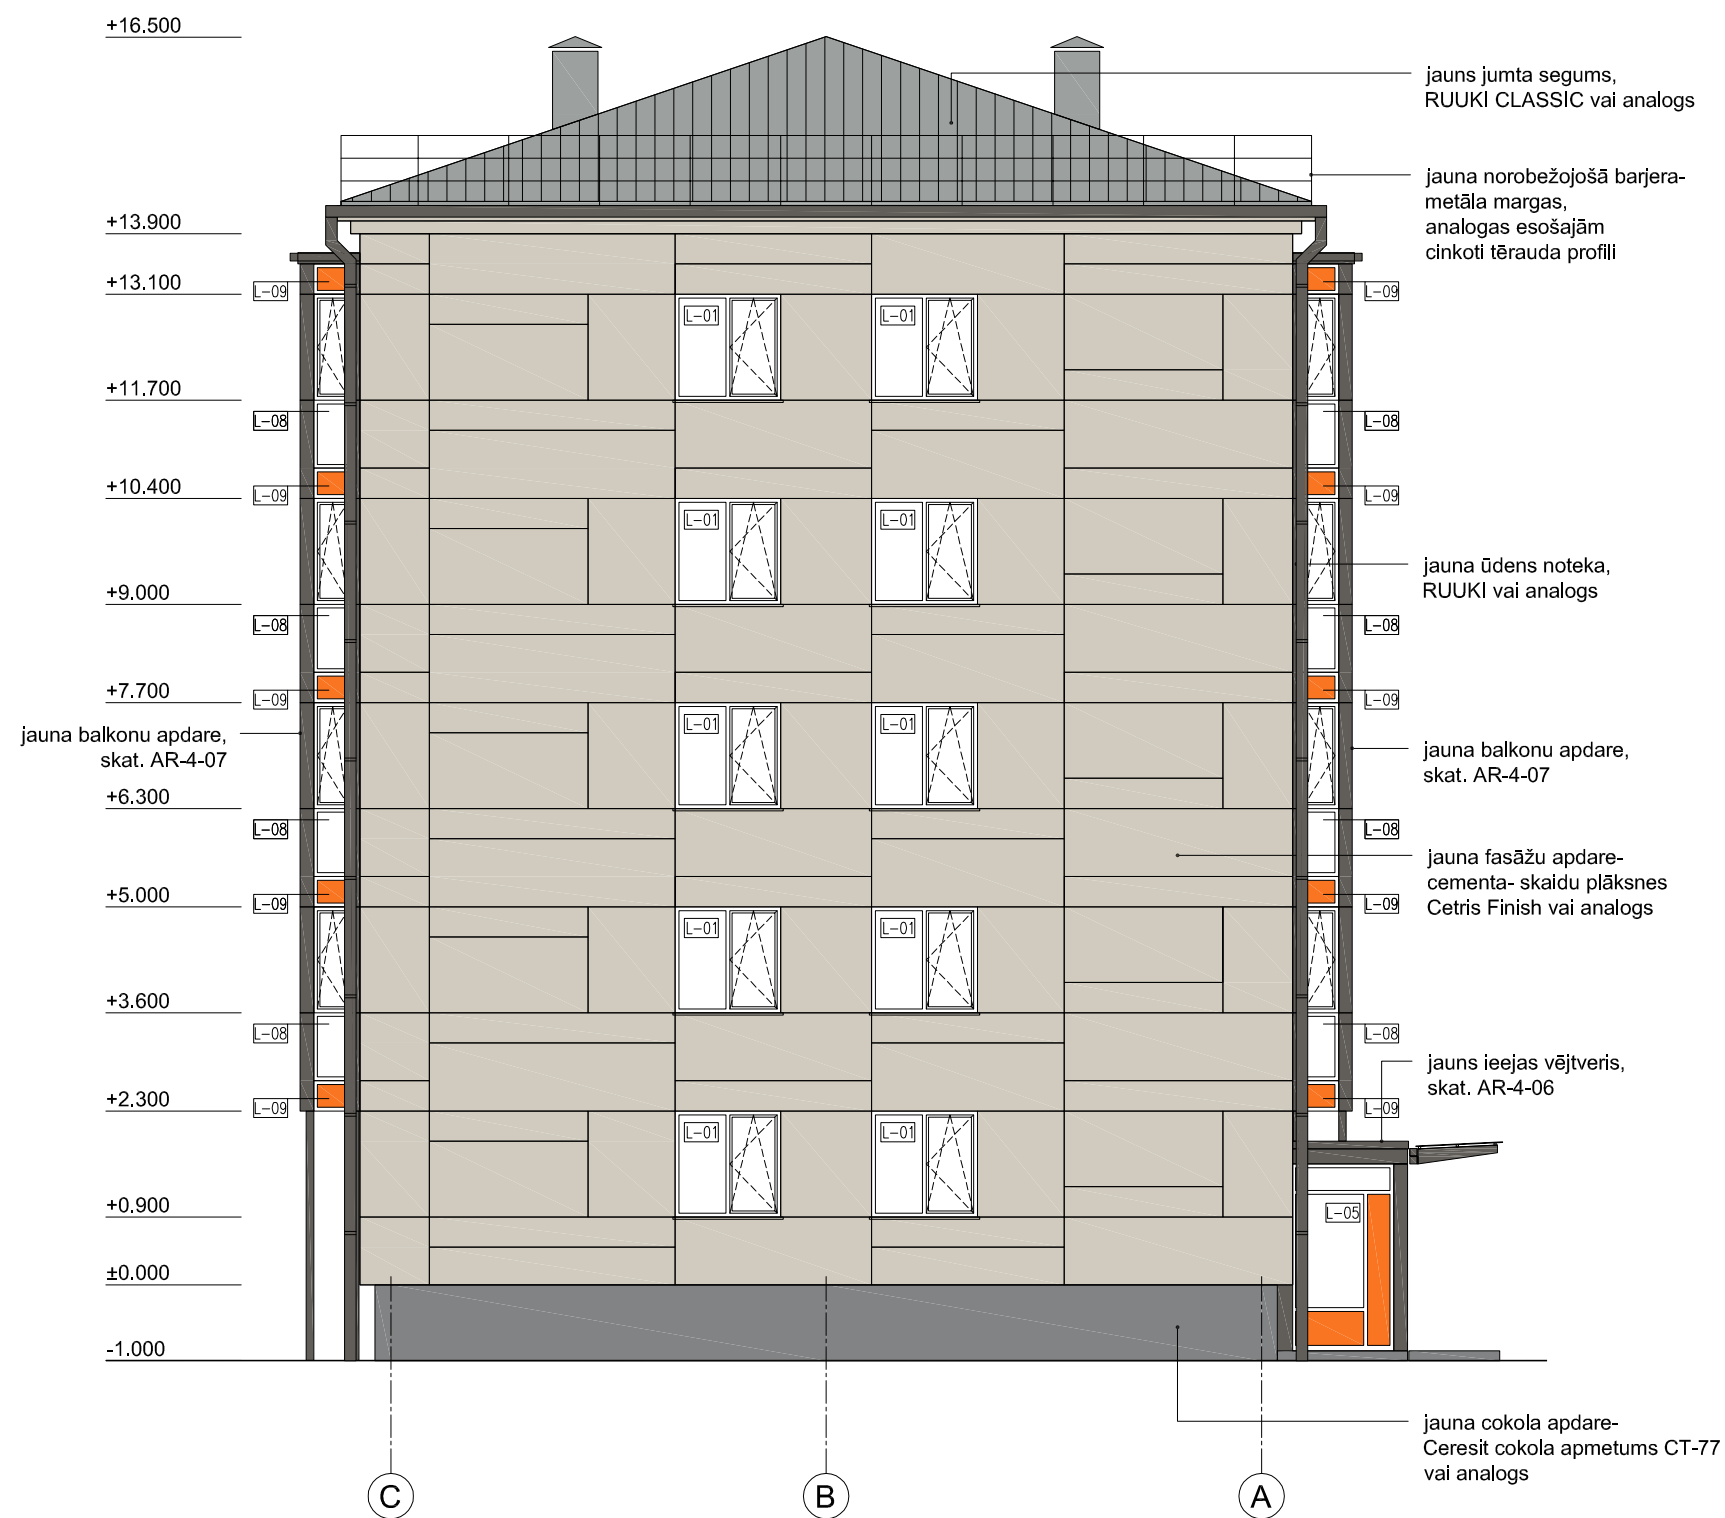 +16.500
jauns jumta segums,
RUUKI CLASSIC vai analogs
jauna norobežojošā barjera-
metāla margas,
analogas esošajām
cinkoti tērauda profili
+13.900
+13.100
L-09
L-09
L-01
L-01
+11.700
L-08
L-08
+10.400
L-09
L-09
L-01
L-01
jauna ūdens noteka,
RUUKI vai analogs
+9.000
L-08
L-08
+7.700
L-09
L-09
L-01
L-01
jauna balkonu apdare,
skat. AR-4-07
jauna balkonu apdare,
skat. AR-4-07
+6.300
L-08
L-08
jauna fasāžu apdare-
cementa- skaidu plāksnes
Cetris Finish vai analogs
+5.000
L-09
L-09
L-01
L-01
+3.600
L-08
L-08
jauns ieejas vējtveris,
skat. AR-4-06
+2.300
L-09
L-09
L-01
L-01
+0.900
L-05
±0.000
-1.000
jauna cokola apdare-
Ceresit cokola apmetums CT-77
vai analogs
C
B
A